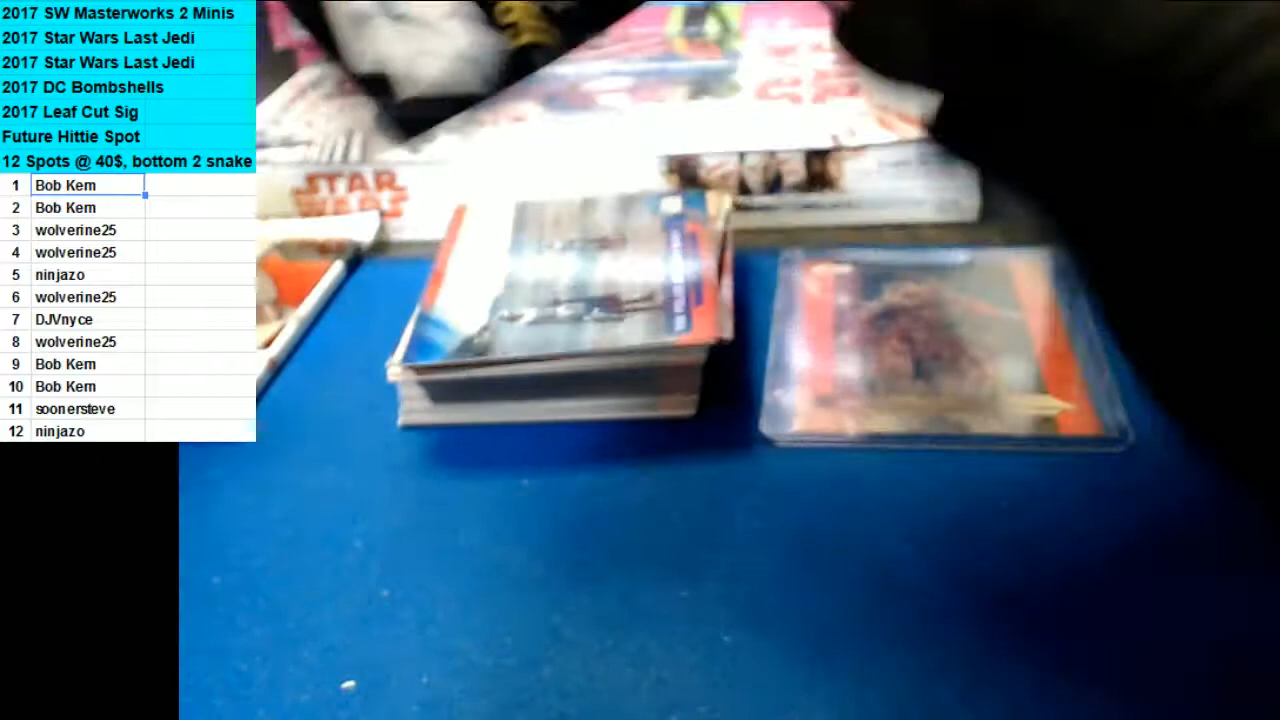 2017 SW Masterworks 2 Minis
2017 Star Wars Last Jedi
2017 Star Wars Last Jedi
2017 DC Bombshells
2017 Leaf Cut Sig
Future Hittie Spot
12 Spots @ 40$, bottom 2 snake
1 Bob Kem
2 Bob Kem
3 wolverine25
4 wolverine25
5 ninjazo
6 wolverine25
7 DJVnyce
8 wolverine25
9 Bob Kem
10 Bob Kem
11 soonersteve
12 ninjazo
STAR
WARS